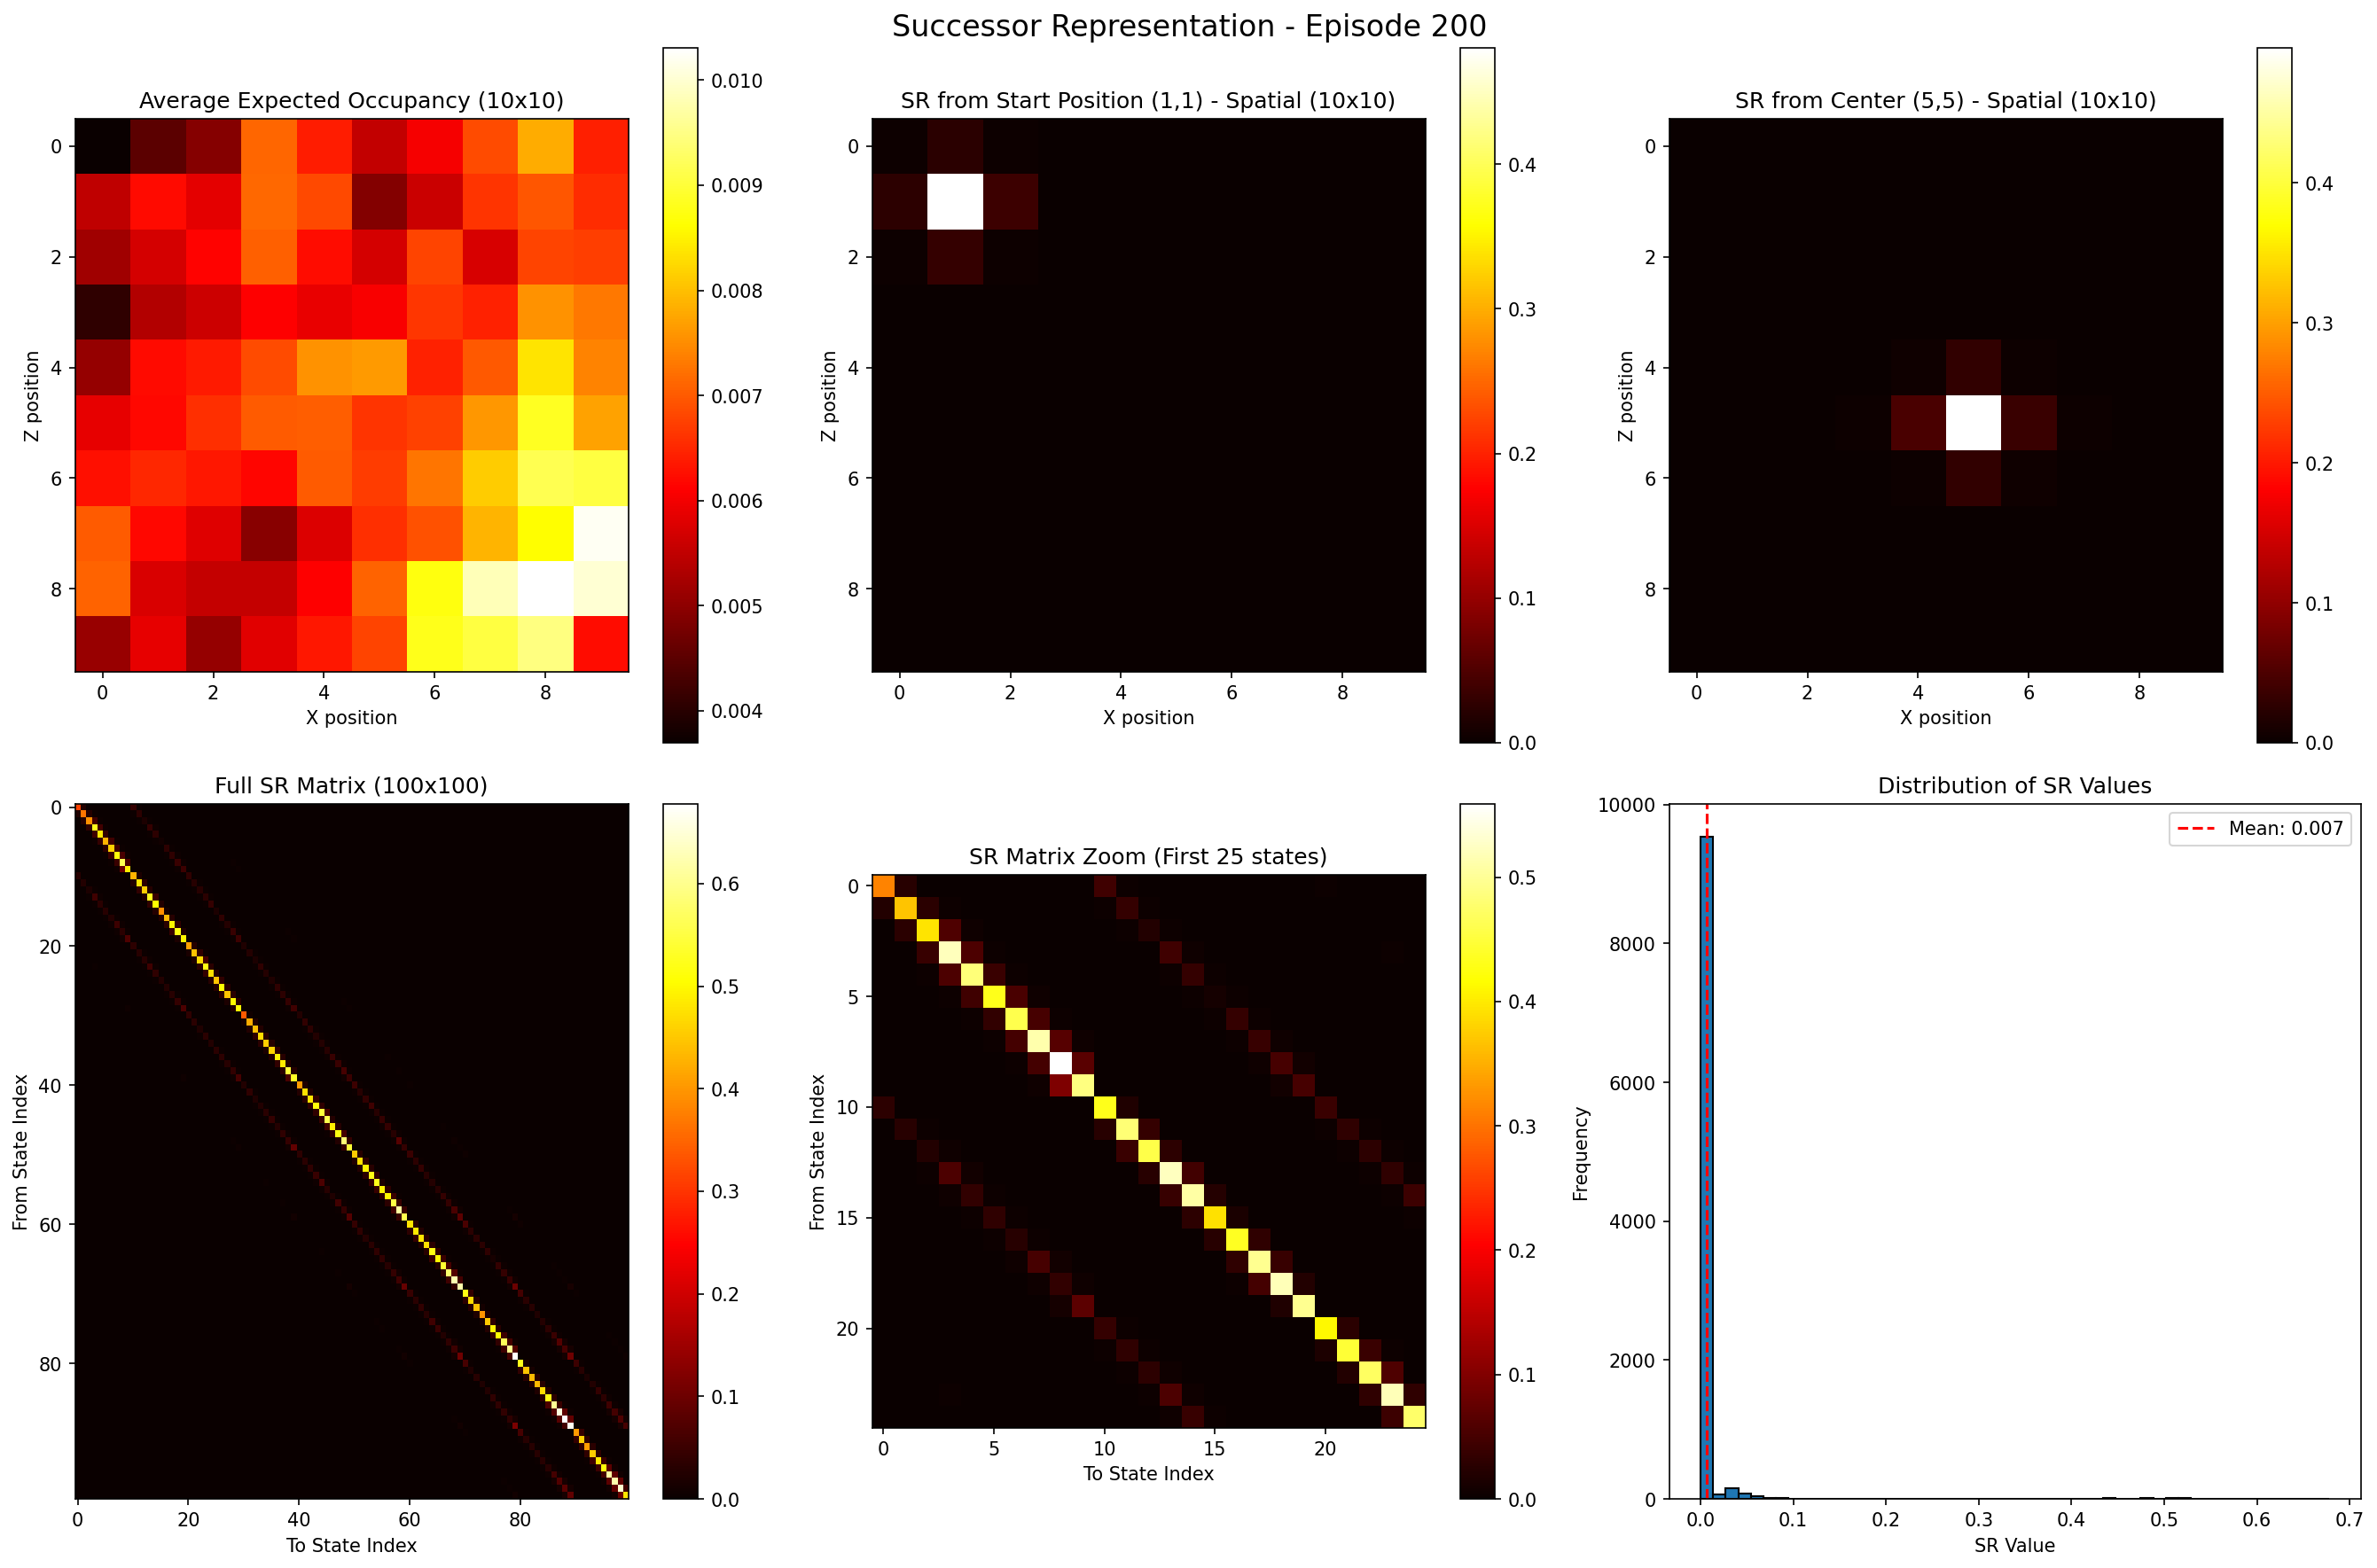 Successor Representation - Episode 200
Average Expected Occupancy (10x10)
0
2
4
6
8
Z position
0 2 4 6 8
X position
0.010
0.009
0.008
0.007
0.006
0.005
0.004
SR from Start Position (1,1) - Spatial (10x10)
0
2
4
6
8
Z position
0 2 4 6 8
X position
0.4
0.3
0.2
0.1
0.0
SR from Center (5,5) - Spatial (10x10)
0
2
4
6
8
Z position
0 2 4 6 8
X position
0.4
0.3
0.2
0.1
0.0
Full SR Matrix (100x100)
0
20
40
60
80
From State Index
0 20 40 60 80
To State Index
0.6
0.5
0.4
0.3
0.2
0.1
0.0
SR Matrix Zoom (First 25 states)
0
5
10
15
20
From State Index
0 5 10 15 20
To State Index
0.5
0.4
0.3
0.2
0.1
0.0
Distribution of SR Values
Mean: 0.007
10000
8000
6000
4000
2000
0
Frequency
0.0 0.1 0.2 0.3 0.4 0.5 0.6 0.7
SR Value